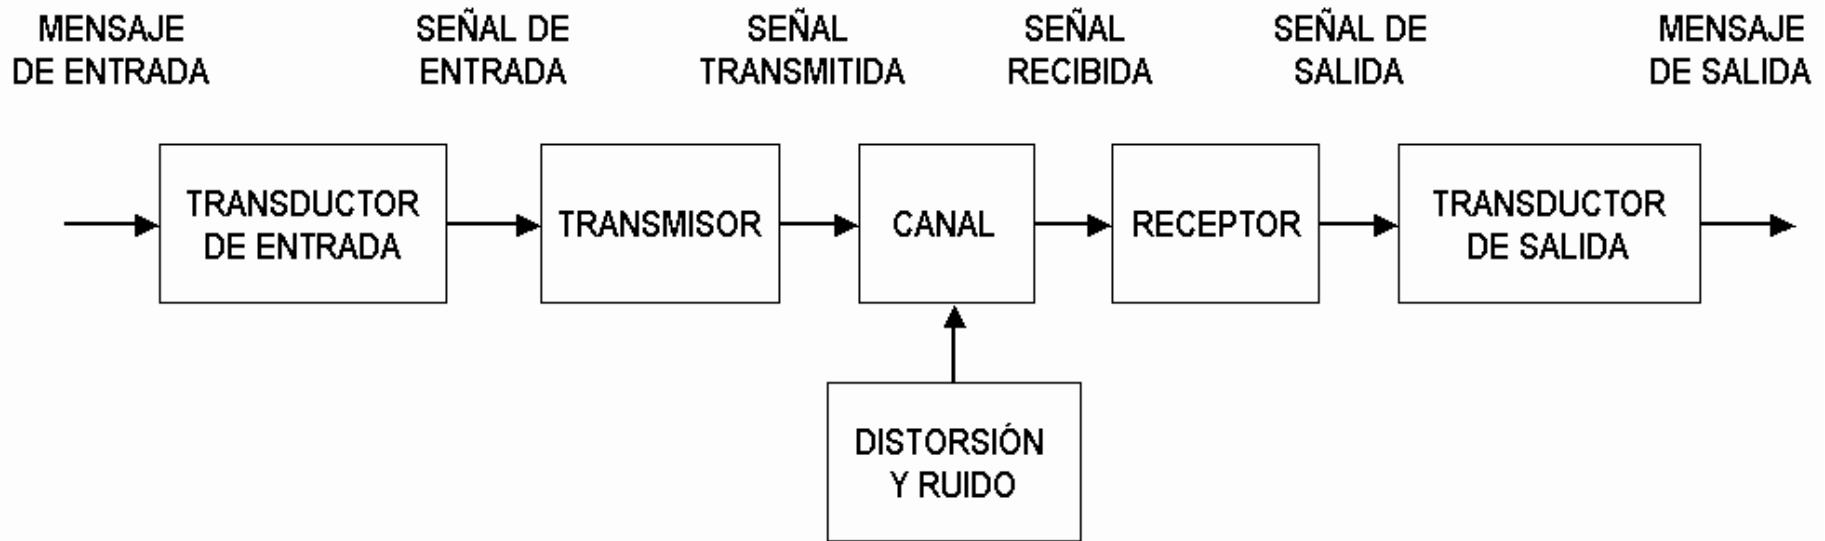 MENSAJE
DE ENTRADA
SEÑAL DE
ENTRADA
SEÑAL
TRANSMITIDA
SEÑAL
RECIBIDA
SEÑAL DE
SALIDA
MENSAJE
DE SALIDA
TRANSDUCTOR
DE ENTRADA
TRANSMISOR
CANAL
RECEPTOR
TRANSDUCTOR
DE SALIDA
DISTORSIÓN
Y RUIDO